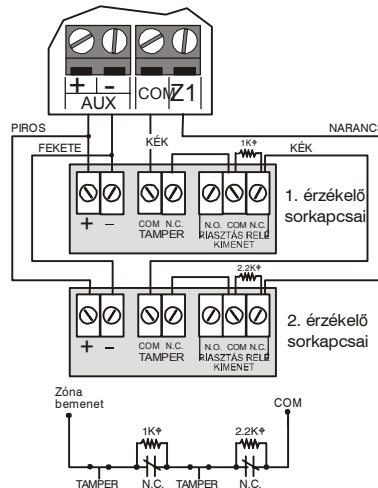 + -
AUX COM Z1
PIROS NARANCS
FEKETE KÉK KÉK
1K
+ – COM N.C. N.O. COM N.C.
TAMPER RIASZTÁS RELÉ
KIMENET
1. érzékelő
sorkapcsai
2.2K
+ – COM N.C. N.O. COM N.C.
TAMPER RIASZTÁS RELÉ
KIMENET
2. érzékelő
sorkapcsai
Zóna
bemenet
COM
1K 2.2K
TAMPER N.C. TAMPER N.C.